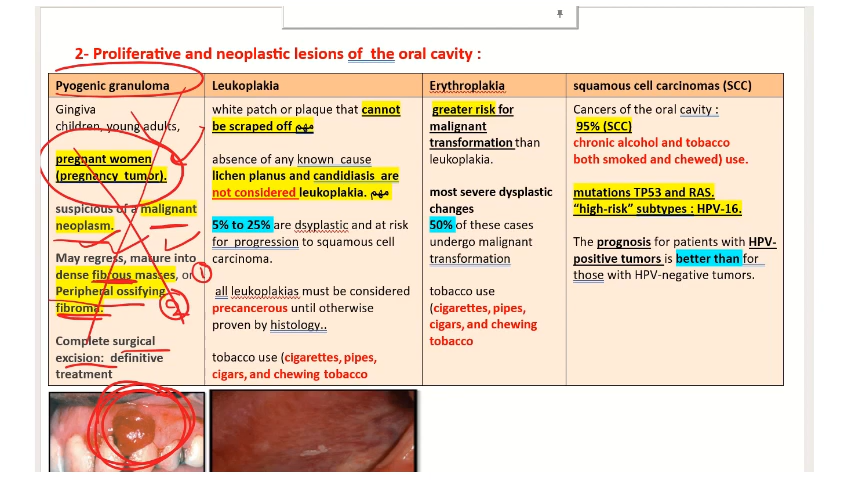 2- Proliferative and neoplastic lesions of the oral cavity :
Pyogenic granuloma
Gingiva
children, young adults,
pregnant women
(pregnancy tumor).
suspicious of a malignant
neoplasm.
May regress, mature into
dense fibrous masses, or
Peripheral ossifying
fibroma.
Complete surgical
excision: definitive
treatment
1
2
Leukoplakia
white patch or plaque that cannot
be scraped off مهم
absence of any known cause
lichen planus and candidiasis are
not considered leukoplakia. مهم
5% to 25% are dsyplastic and at risk
for progression to squamous cell
carcinoma.
all leukoplakias must be considered
precancerous until otherwise
proven by histology..
tobacco use (cigarettes, pipes,
cigars, and chewing tobacco
Erythroplakia
greater risk for
malignant
transformation than
leukoplakia.
most severe dysplastic
changes
50% of these cases
undergo malignant
transformation
tobacco use
(cigarettes, pipes,
cigars, and chewing
tobacco
squamous cell carcinomas (SCC)
Cancers of the oral cavity :
95% (SCC)
chronic alcohol and tobacco
both smoked and chewed) use.
mutations TP53 and RAS.
“high-risk” subtypes : HPV-16.
The prognosis for patients with HPV-
positive tumors is better than for
those with HPV-negative tumors.